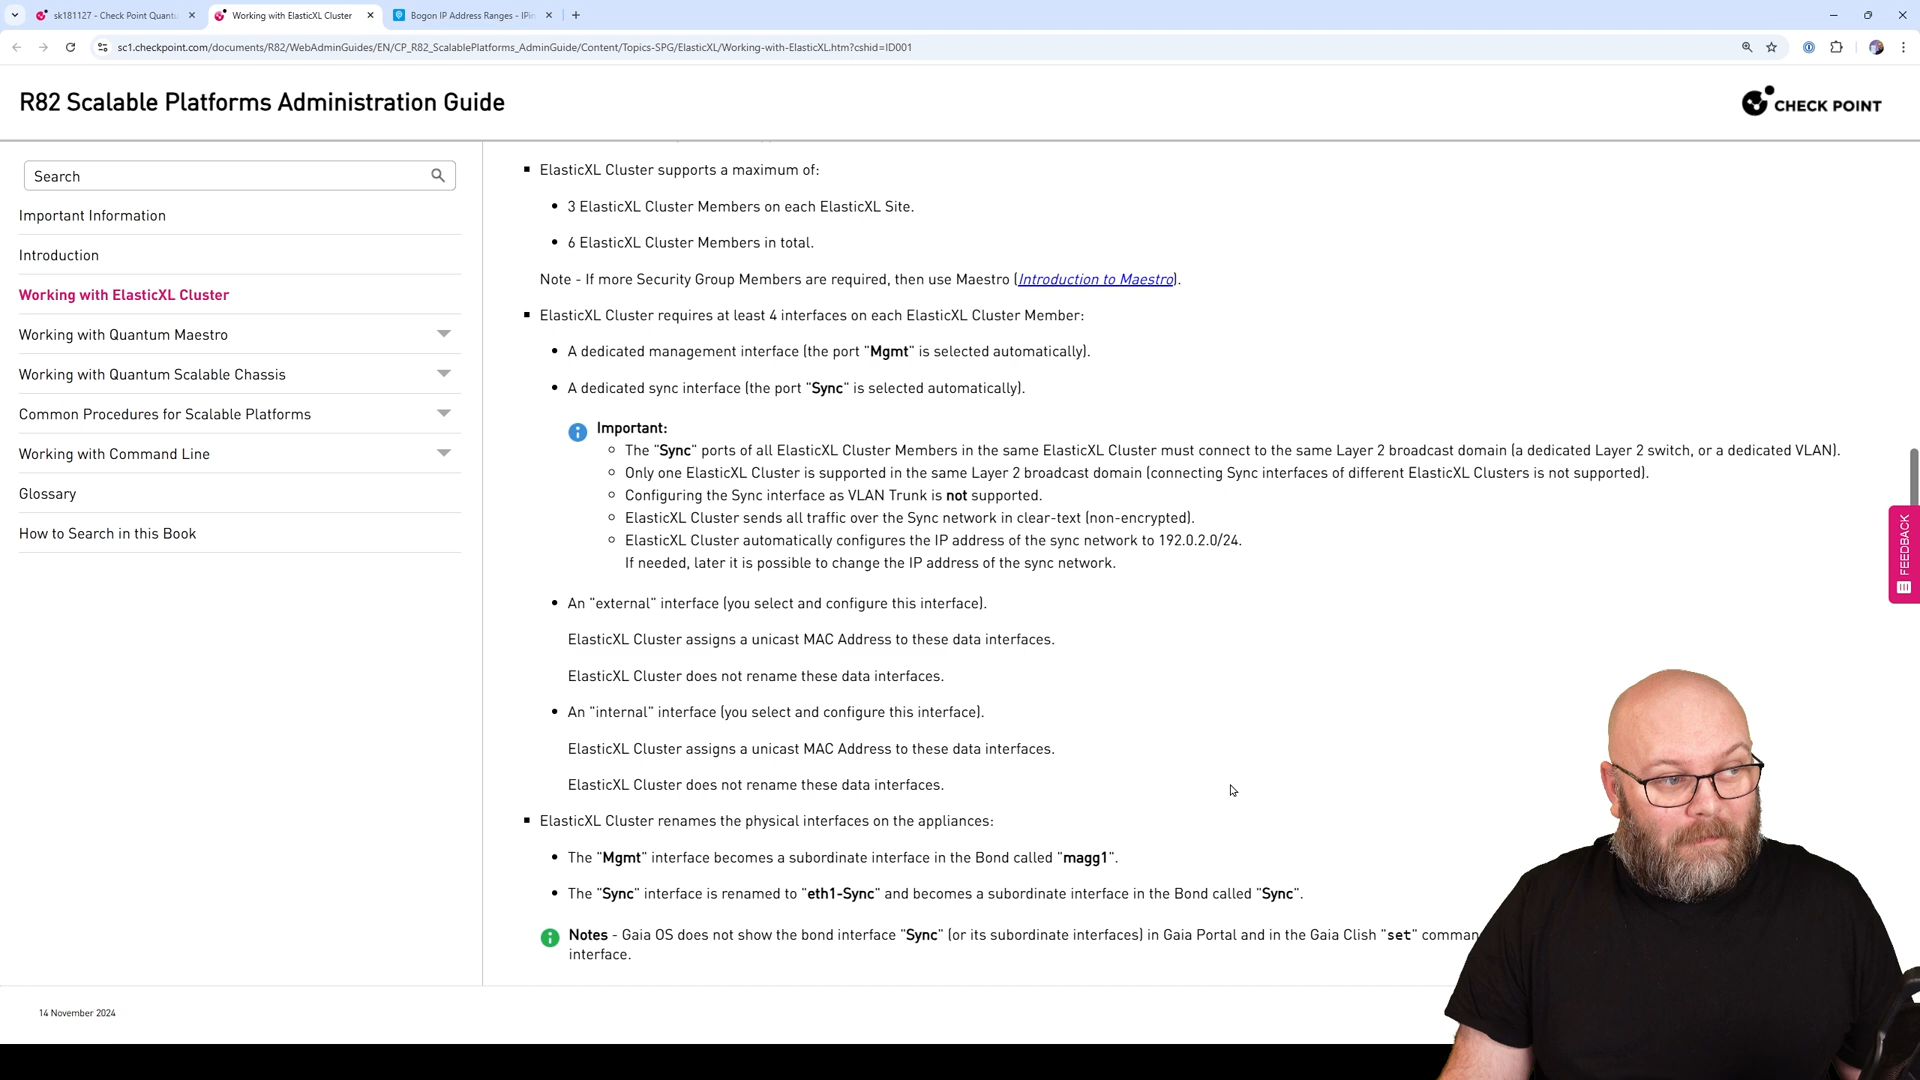 sk181127 - Check Point Quantu
Working with ElasticXL Cluster
Bogon IP Address Ranges - IPin
sc1.checkpoint.com/documents/R82/WebAdminGuides/EN/CP_R82_ScalablePlatforms_AdminGuide/Content/Topics-SPG/ElasticXL/Working-with-ElasticXL.htm?cshid=ID001
R82 Scalable Platforms Administration Guide
CHECK POINT
Search
Important Information
Introduction
Working with ElasticXL Cluster
Working with Quantum Maestro
Working with Quantum Scalable Chassis
Common Procedures for Scalable Platforms
Working with Command Line
Glossary
How to Search in this Book
ElasticXL Cluster supports a maximum of:
3 ElasticXL Cluster Members on each ElasticXL Site.
6 ElasticXL Cluster Members in total.
Note - If more Security Group Members are required, then use Maestro (Introduction to Maestro).
ElasticXL Cluster requires at least 4 interfaces on each ElasticXL Cluster Member:
A dedicated management interface (the port "Mgmt" is selected automatically).
A dedicated sync interface (the port "Sync" is selected automatically).
Important:
The "Sync" ports of all ElasticXL Cluster Members in the same ElasticXL Cluster must connect to the same Layer 2 broadcast domain (a dedicated Layer 2 switch, or a dedicated VLAN).
Only one ElasticXL Cluster is supported in the same Layer 2 broadcast domain (connecting Sync interfaces of different ElasticXL Clusters is not supported).
Configuring the Sync interface as VLAN Trunk is not supported.
ElasticXL Cluster sends all traffic over the Sync network in clear-text (non-encrypted).
ElasticXL Cluster automatically configures the IP address of the sync network to 192.0.2.0/24.
If needed, later it is possible to change the IP address of the sync network.
An "external" interface (you select and configure this interface).
ElasticXL Cluster assigns a unicast MAC Address to these data interfaces.
ElasticXL Cluster does not rename these data interfaces.
An "internal" interface (you select and configure this interface).
ElasticXL Cluster assigns a unicast MAC Address to these data interfaces.
ElasticXL Cluster does not rename these data interfaces.
ElasticXL Cluster renames the physical interfaces on the appliances:
The "Mgmt" interface becomes a subordinate interface in the Bond called "magg1".
The "Sync" interface is renamed to "eth1-Sync" and becomes a subordinate interface in the Bond called "Sync".
Notes - Gaia OS does not show the bond interface "Sync" (or its subordinate interfaces) in Gaia Portal and in the Gaia Clish "set" comman
interface.
FEEDBACK
14 November 2024